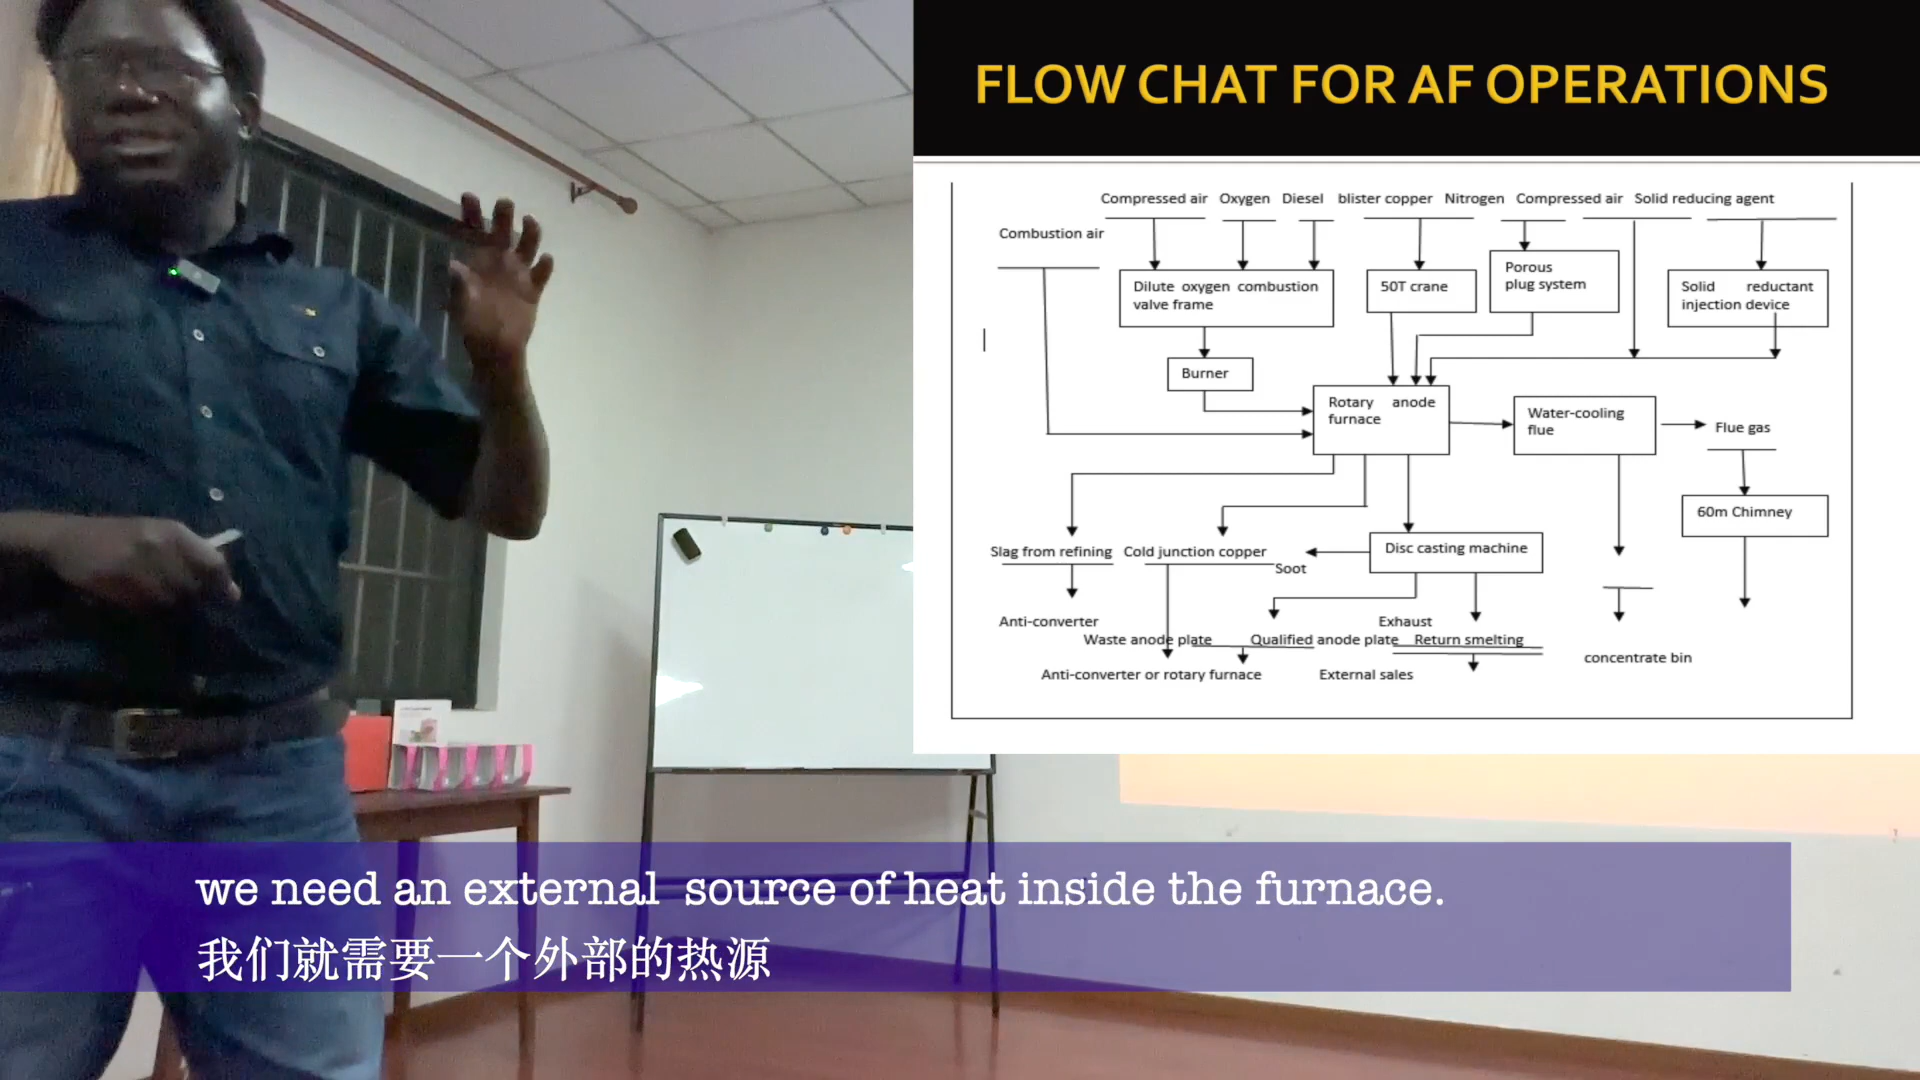 FLOW CHAT FOR AF OPERATIONS
Compressed air Oxygen Diesel blister copper Nitrogen Compressed air Solid reducing agent
Combustion air
Dilute oxygen combustion
valve frame
50T crane
Porous
plug system
Solid reductant
injection device
Burner
Rotary anode
furnace
Water-cooling
flue
Flue gas
60m Chimney
Slag from refining
Cold junction copper
Soot
Disc casting machine
Anti-converter
Exhaust
Waste anode plate
Qualified anode plate
Return smelting
concentrate bin
Anti-converter or rotary furnace
External sales
we need an external source of heat inside the furnace.
我们就需要一个外部的热源